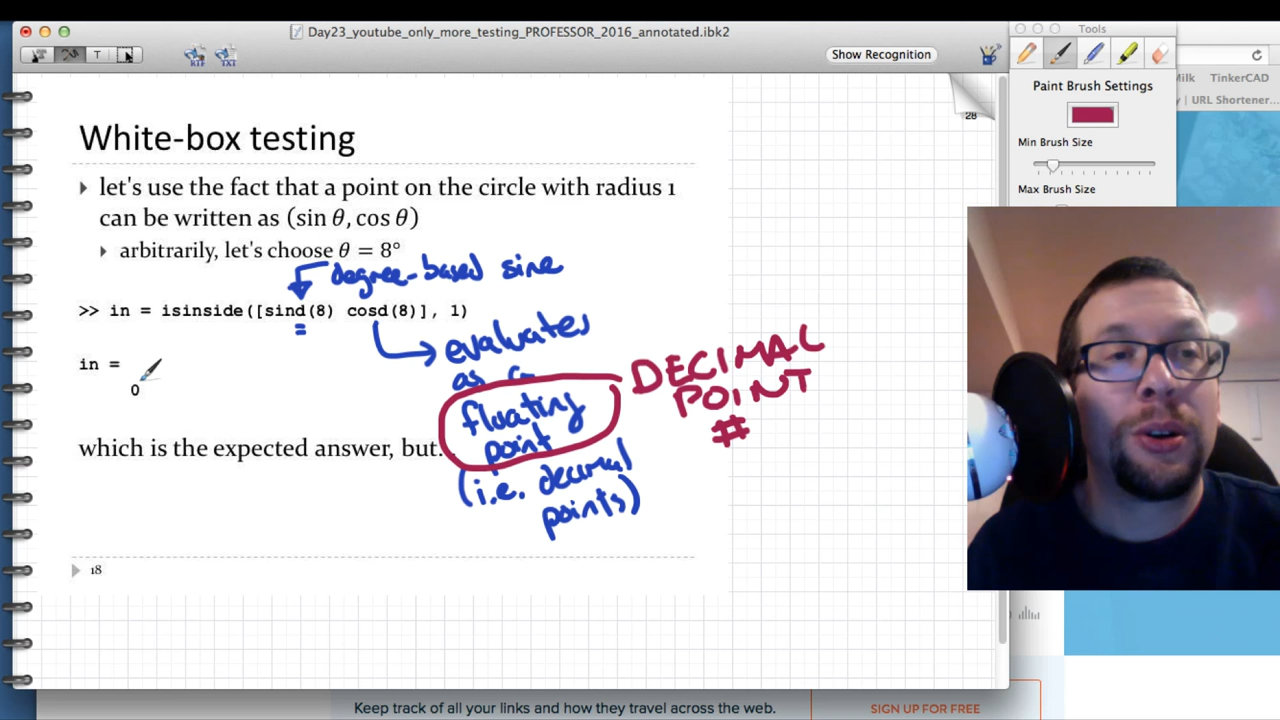 Day23_youtube_only_more_testing_PROFESSOR_2016_annotated.ibk2
T
RTF
TXT
Show Recognition
28
Tools
Paint Brush Settings
Min Brush Size
Max Brush Size
Milk TinkerCAD
URL Shortener...
White-box testing
let's use the fact that a point on the circle with radius 1
can be written as (sin θ, cos θ)
arbitrarily, let's choose θ = 8°
degree-based sine
>> in = isinside([sind(8) cosd(8)], 1)
=
evaluates
as a
floating
point
(i.e. decimal
points)
DECIMAL
POINT
#
in =
0
which is the expected answer, but...
18
Keep track of all your links and how they travel across the web.
SIGN UP FOR FREE